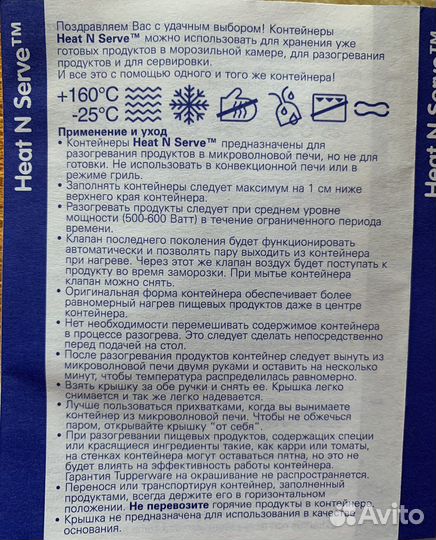 Поздравляем Вас с удачным выбором! Контейнеры
Heat N Serve™ можно использовать для хранения уже
готовых продуктов в морозильной камере, для разогревания
продуктов и для сервировки.
И все это с помощью одного и того же контейнера!
+160°C
-25°C
Применение и уход
• Контейнеры Heat N Serve™ предназначены для
разогревания продуктов в микроволновой печи, но не для
готовки. Не использовать в конвекционной печи или в
режиме гриль.
• Заполнять контейнеры следует максимум на 1 см ниже
верхнего края контейнера.
• Разогревать продукты следует при среднем уровне
мощности (500-600 Ватт) в течение ограниченного периода
времени.
• Клапан последнего поколения будет функционировать
автоматически и позволять пару выходить из контейнера
при нагреве. Через этот же клапан воздух будет поступать к
продукту во время заморозки. При мытье контейнера
клапан можно снять.
• Оригинальная форма контейнера обеспечивает более
равномерный нагрев пищевых продуктов даже в центре
контейнера.
• Нет необходимости перемешивать содержимое контейнера
в процессе разогрева. Это следует сделать непосредственно
перед подачей на стол.
• После разогревания продуктов контейнер следует вынуть из
микроволновой печи двумя руками и оставить на несколько
минут, чтобы температура распределилась равномерно.
• Взять крышку за обе ручки и снять ее. Крышка легко
снимается и так же легко надевается.
• Лучше пользоваться прихватками, когда вы вынимаете
контейнер из микроволновой печи. Чтобы не обжечься
паром, открывайте крышку "от себя".
• При разогревании пищевых продуктов, содержащих специи
или красящиеся ингредиенты такие, как карри или томаты,
на стенках контейнера могут оставаться пятна, но это не
будет влиять на эффективность работы контейнера.
Гарантия Tupperware на окрашивание не распространяется.
• Перенося или транспортируя контейнер, заполненный
продуктами, всегда держите его в горизонтальном
положении. Не перевозите горячие продукты в контейнере.
• Крышка не предназначена для использования в качестве
основания.
Heat N Serve™
Heat N Serve™
Serve™
Avito